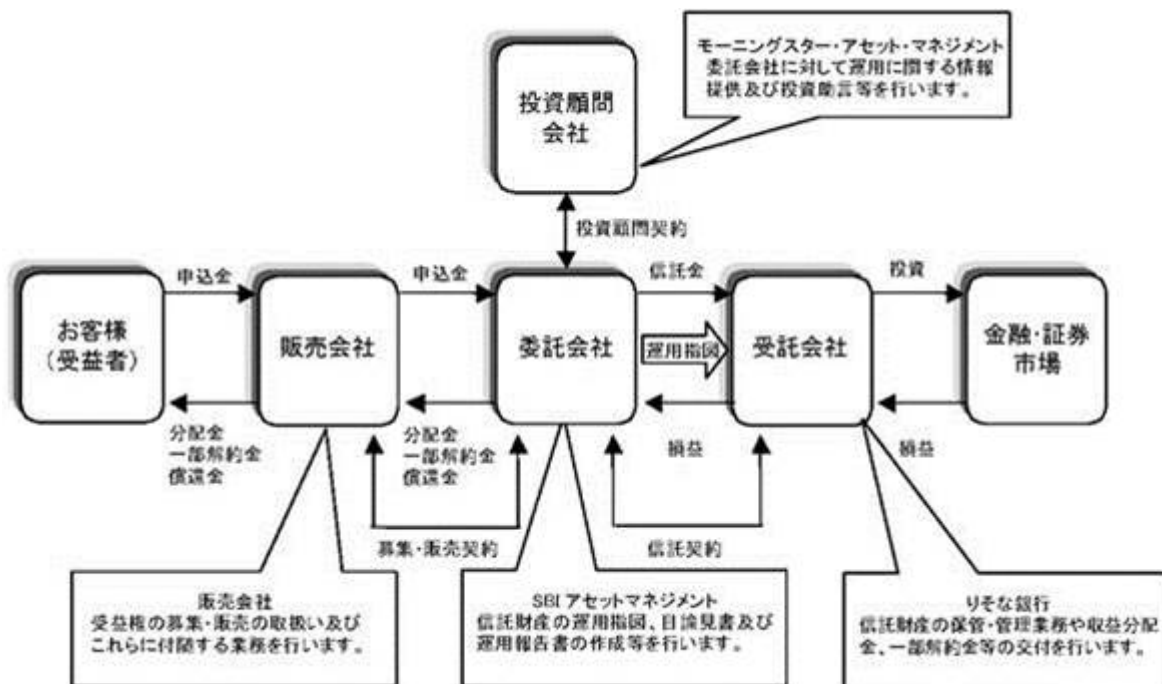 モーニングスター・アセット・マネジメント
委託会社に対して運用に関する情報
提供及び投資助言等を行います。
投資顧問
会社
投資顧問契約
申込金
申込金
信託金
投資
お客様
(受益者)
販売会社
委託会社
運用指図
受託会社
金融・証券
市場
分配金
一部解約金
償還金
分配金
一部解約金
償還金
損益
損益
募集・販売契約
信託契約
販売会社
受益権の募集・販売の取扱い及び
これらに付随する業務を行います。
SBIアセットマネジメント
信託財産の運用指図、目論見書及び
運用報告書の作成等を行います。
りそな銀行
信託財産の保管・管理業務や収益分配
金、一部解約金等の交付を行います。